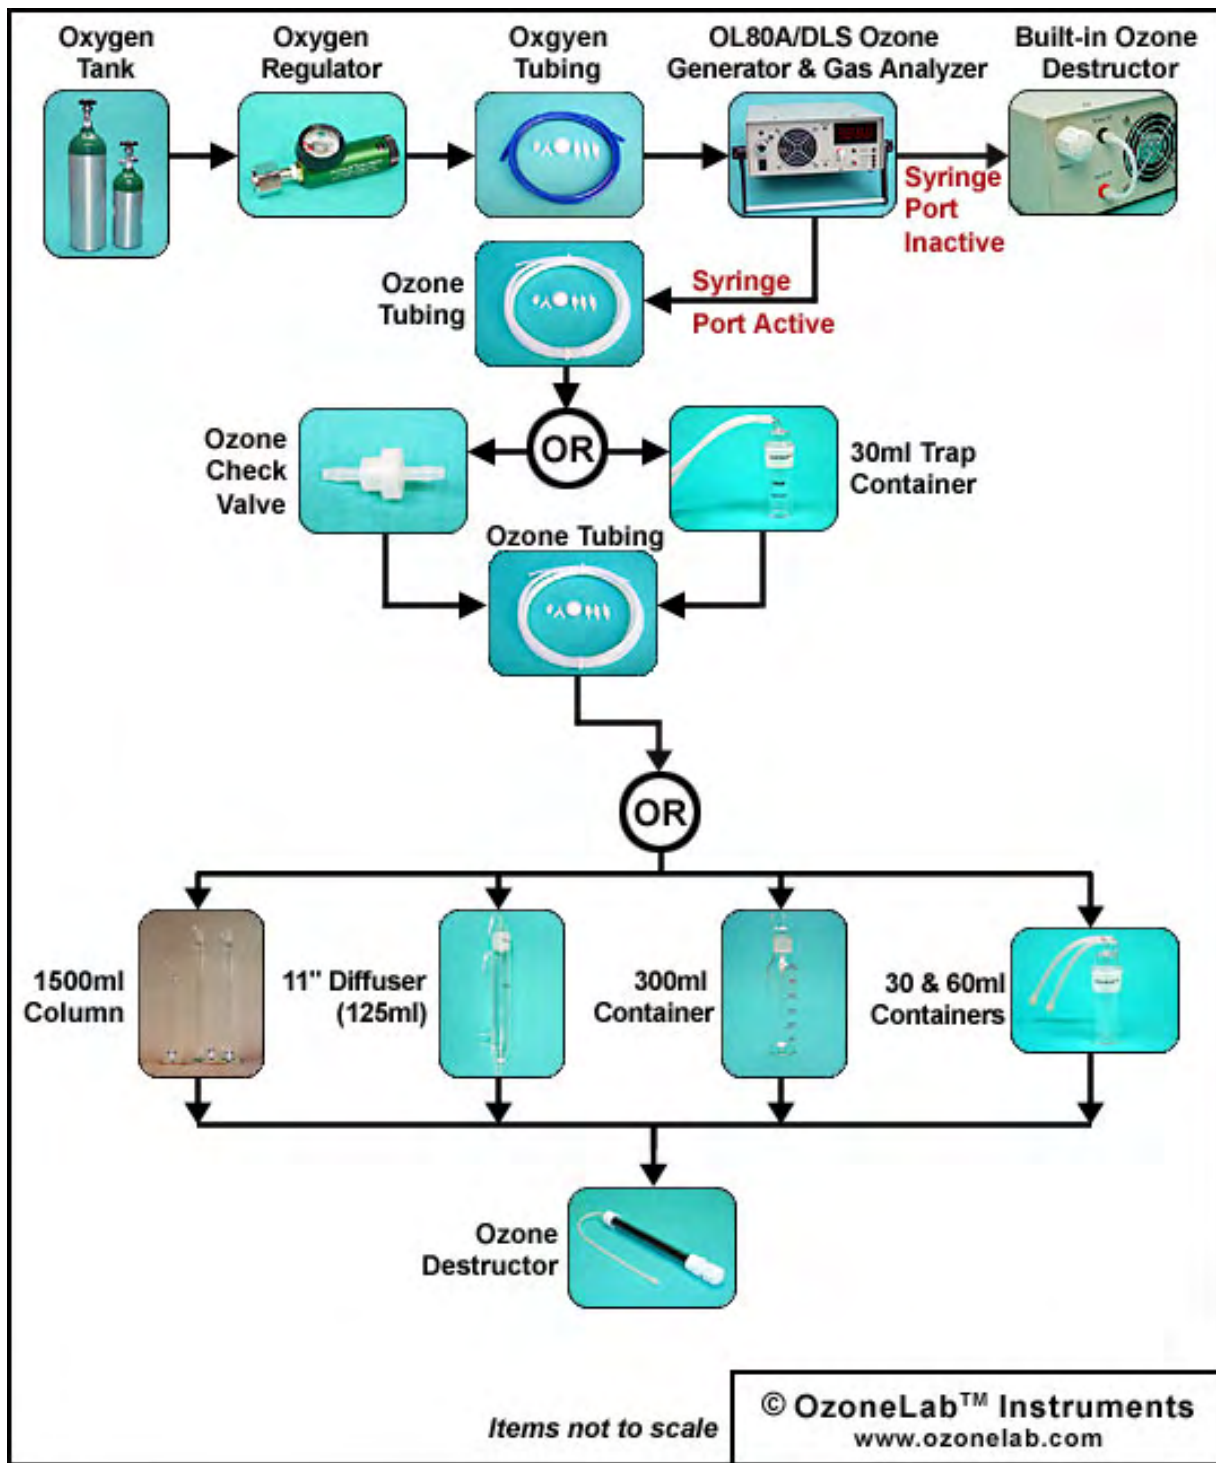 Oxygen
Tank
Oxygen
Regulator
Oxgyen
Tubing
OL80A/DLS Ozone
Generator & Gas Analyzer
Built-in Ozone
Destructor
Syringe
Port
Inactive
Ozone
Tubing
Syringe
Port Active
OR
Ozone
Check
Valve
30ml Trap
Container
Ozone Tubing
OR
1500ml
Column
11" Diffuser
(125ml)
300ml
Container
30 & 60ml
Containers
Ozone
Destructor
Items not to scale
© OzoneLab™ Instruments
www.ozonelab.com